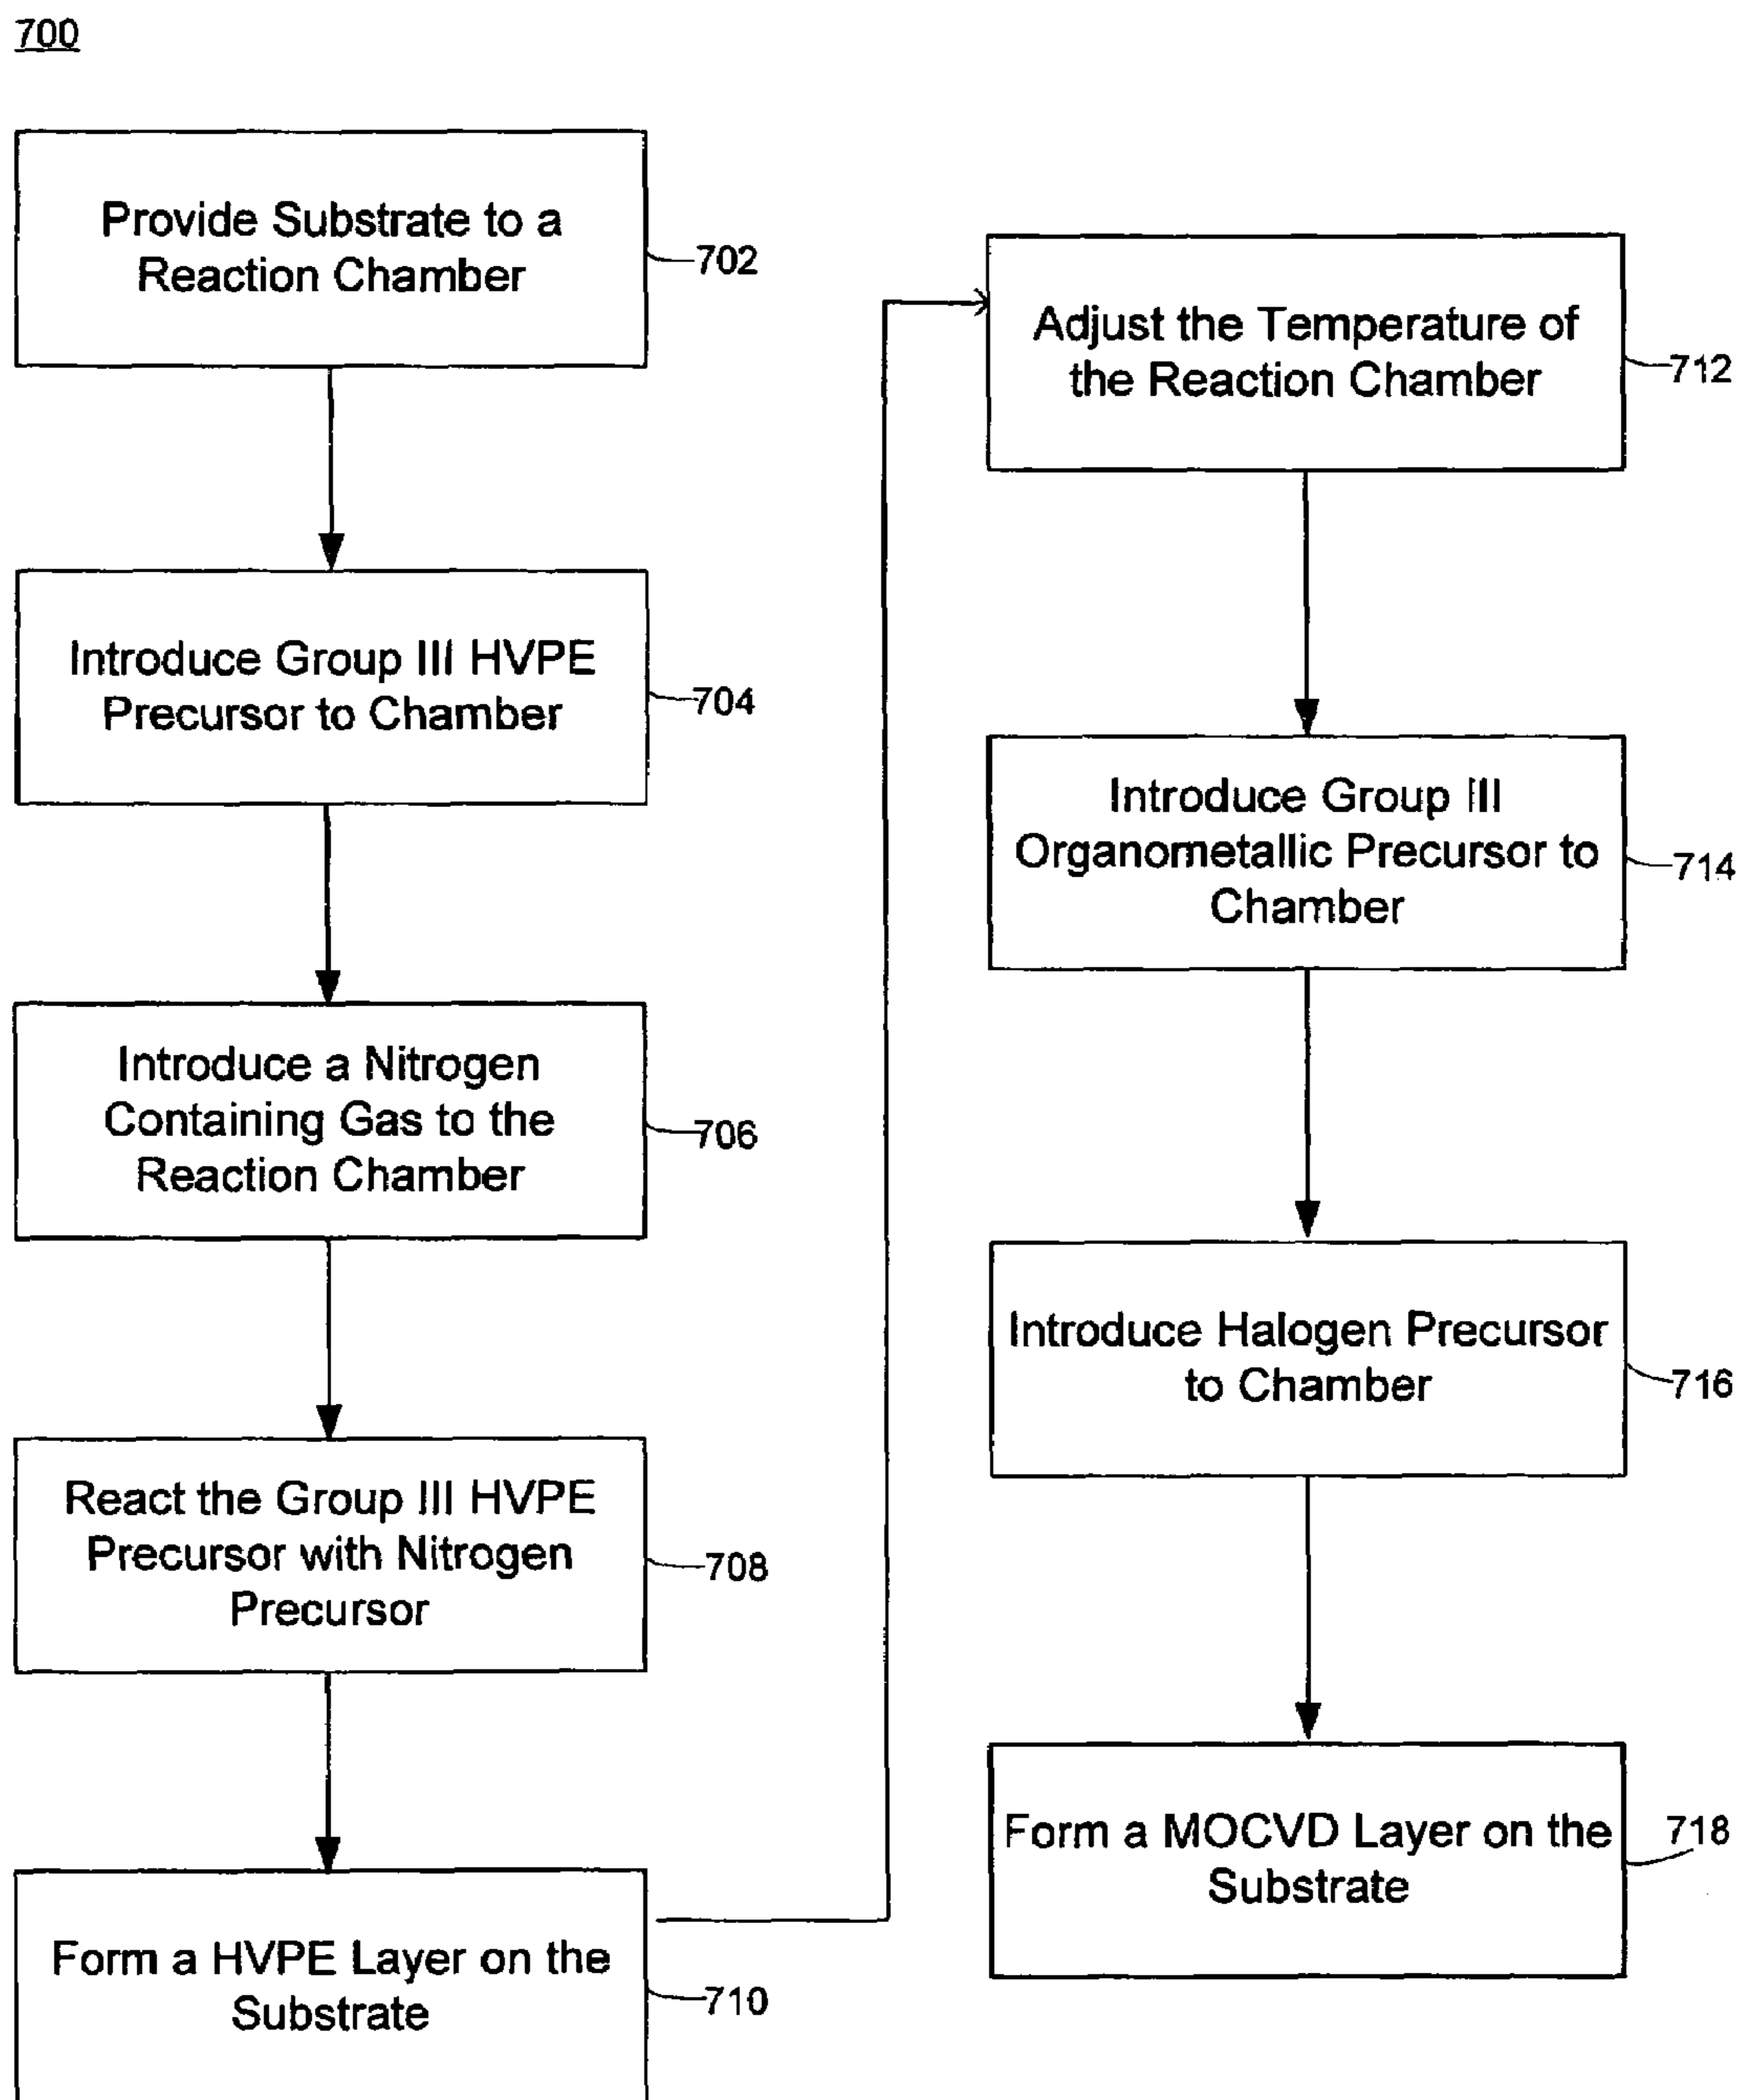 700
Provide Substrate to a
Reaction Chamber
702
Introduce Group III HVPE
Precursor to Chamber
704
Introduce a Nitrogen
Containing Gas to the
Reaction Chamber
706
React the Group III HVPE
Precursor with Nitrogen
Precursor
708
Form a HVPE Layer on the
Substrate
710
Adjust the Temperature of
the Reaction Chamber
712
Introduce Group III
Organometallic Precursor to
Chamber
714
Introduce Halogen Precursor
to Chamber
716
Form a MOCVD Layer on the
Substrate
718